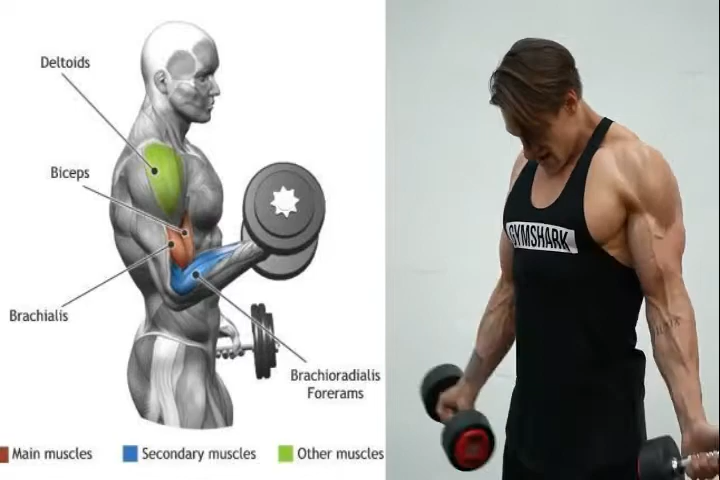 Deltoids
Biceps
Brachialis
Brachioradialis
Forerams
Main muscles
Secondary muscles
Other muscles
GYMSHARK